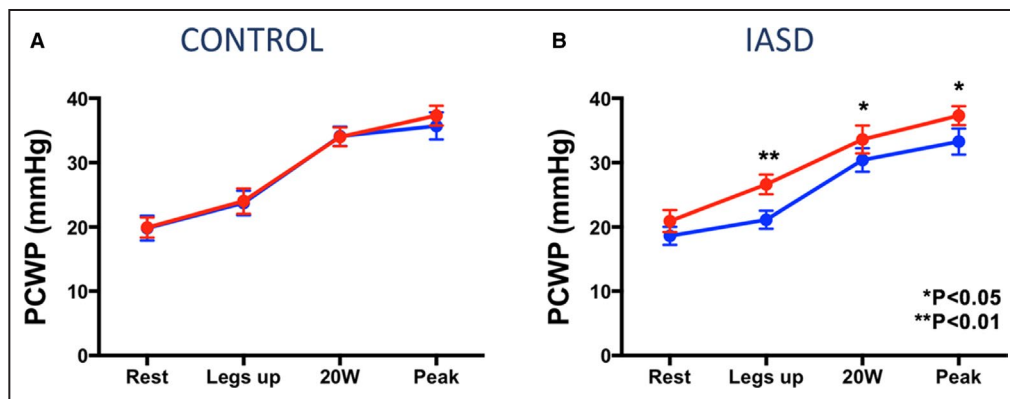 A CONTROL
PCWP (mmHg)
40
30
20
10
0
Rest Legs up 20W Peak
B IASD
PCWP (mmHg)
40
30
20
10
0
**
*
*
*P<0.05
**P<0.01
Rest Legs up 20W Peak